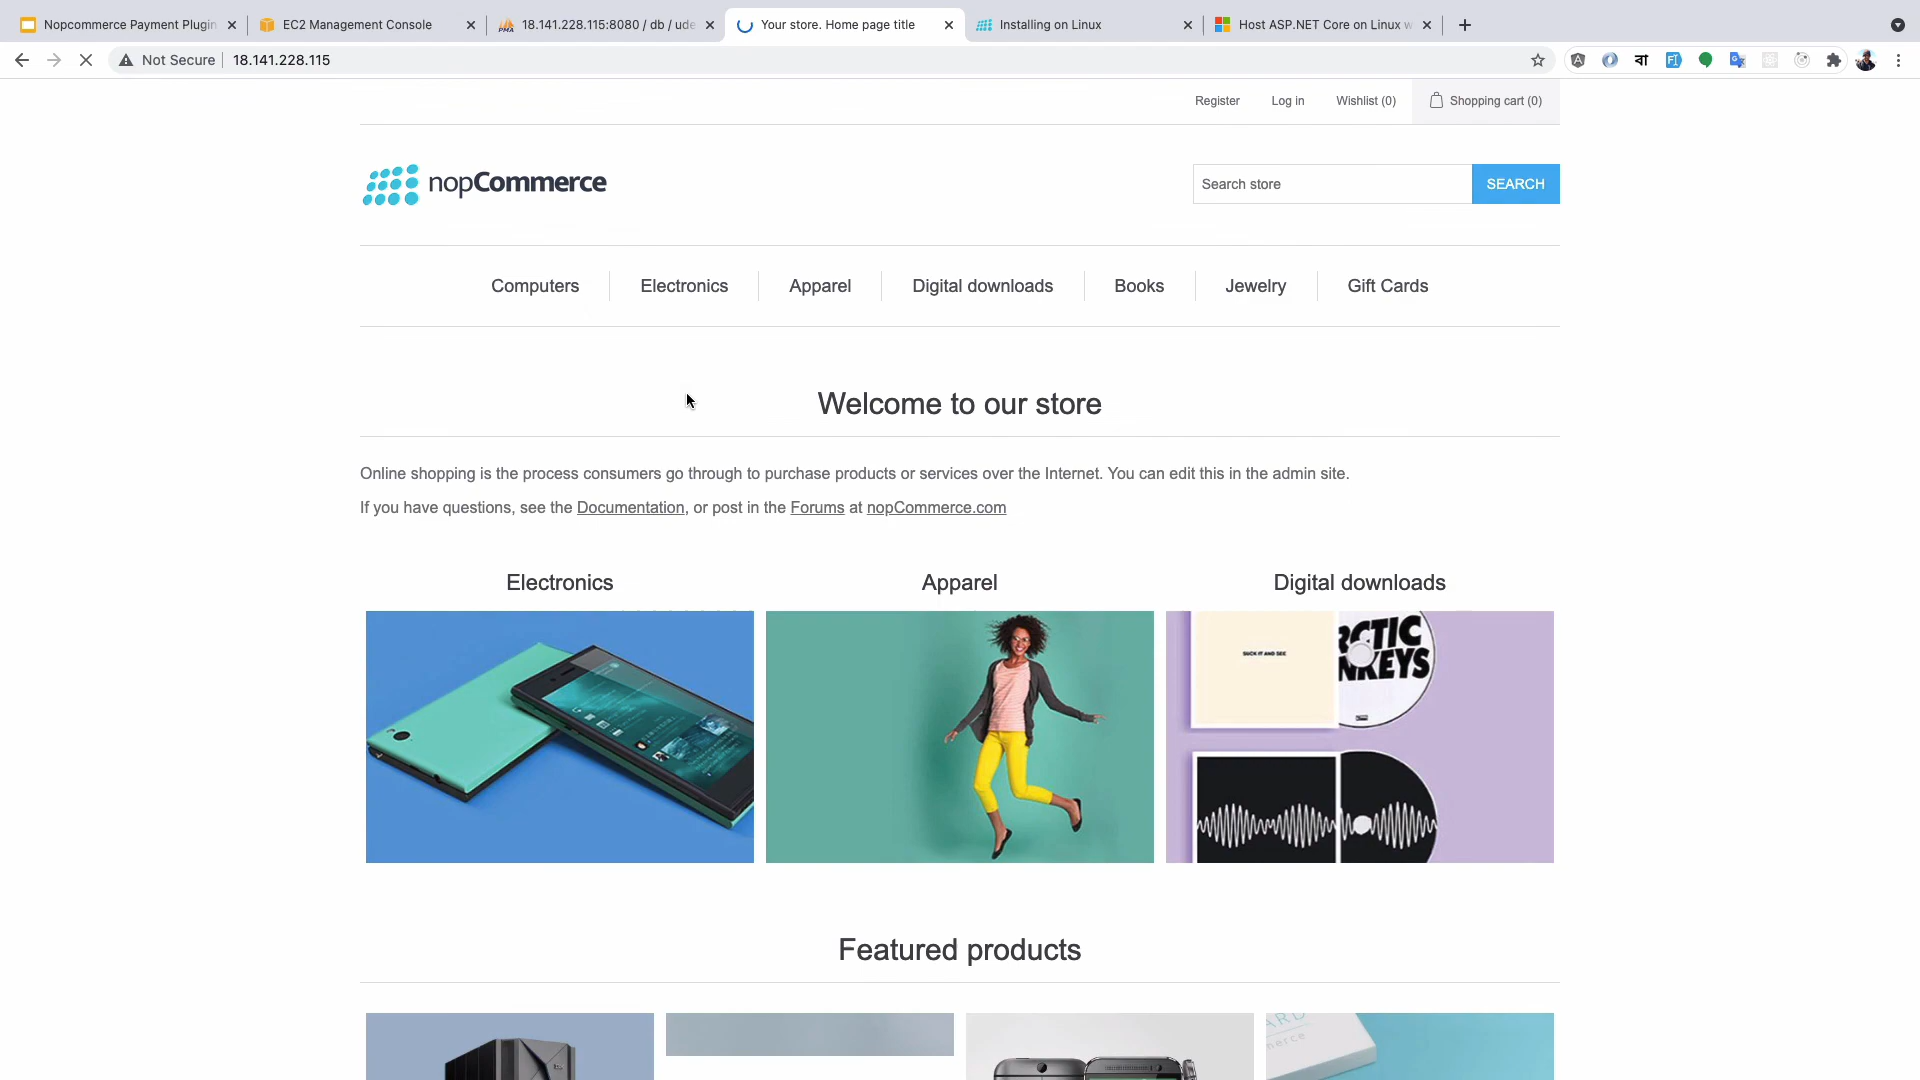 Nopcommerce Payment Plugin
EC2 Management Console
18.141.228.115:8080 / db / ude
Your store. Home page title
Installing on Linux
Host ASP.NET Core on Linux w
Not Secure
18.141.228.115
Register
Log in
Wishlist (0)
Shopping cart (0)
nopCommerce
Search store
SEARCH
Computers
Electronics
Apparel
Digital downloads
Books
Jewelry
Gift Cards
Welcome to our store
Online shopping is the process consumers go through to purchase products or services over the Internet. You can edit this in the admin site.
If you have questions, see the Documentation, or post in the Forums at nopCommerce.com
Electronics
Apparel
Digital downloads
SUCK IT AND SEE
Featured products